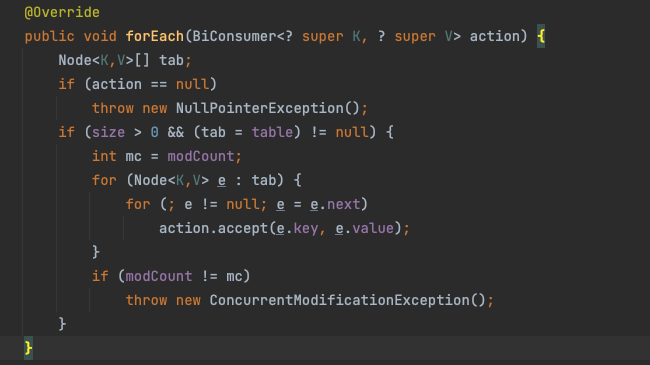 @Override
public void forEach(BiConsumer<? super K, ? super V> action) {
    Node<K,V>[] tab;
    if (action == null)
        throw new NullPointerException();
    if (size > 0 && (tab = table) != null) {
        int mc = modCount;
        for (Node<K,V> e : tab) {
            for (; e != null; e = e.next)
                action.accept(e.key, e.value);
        }
        if (modCount != mc)
            throw new ConcurrentModificationException();
    }
}